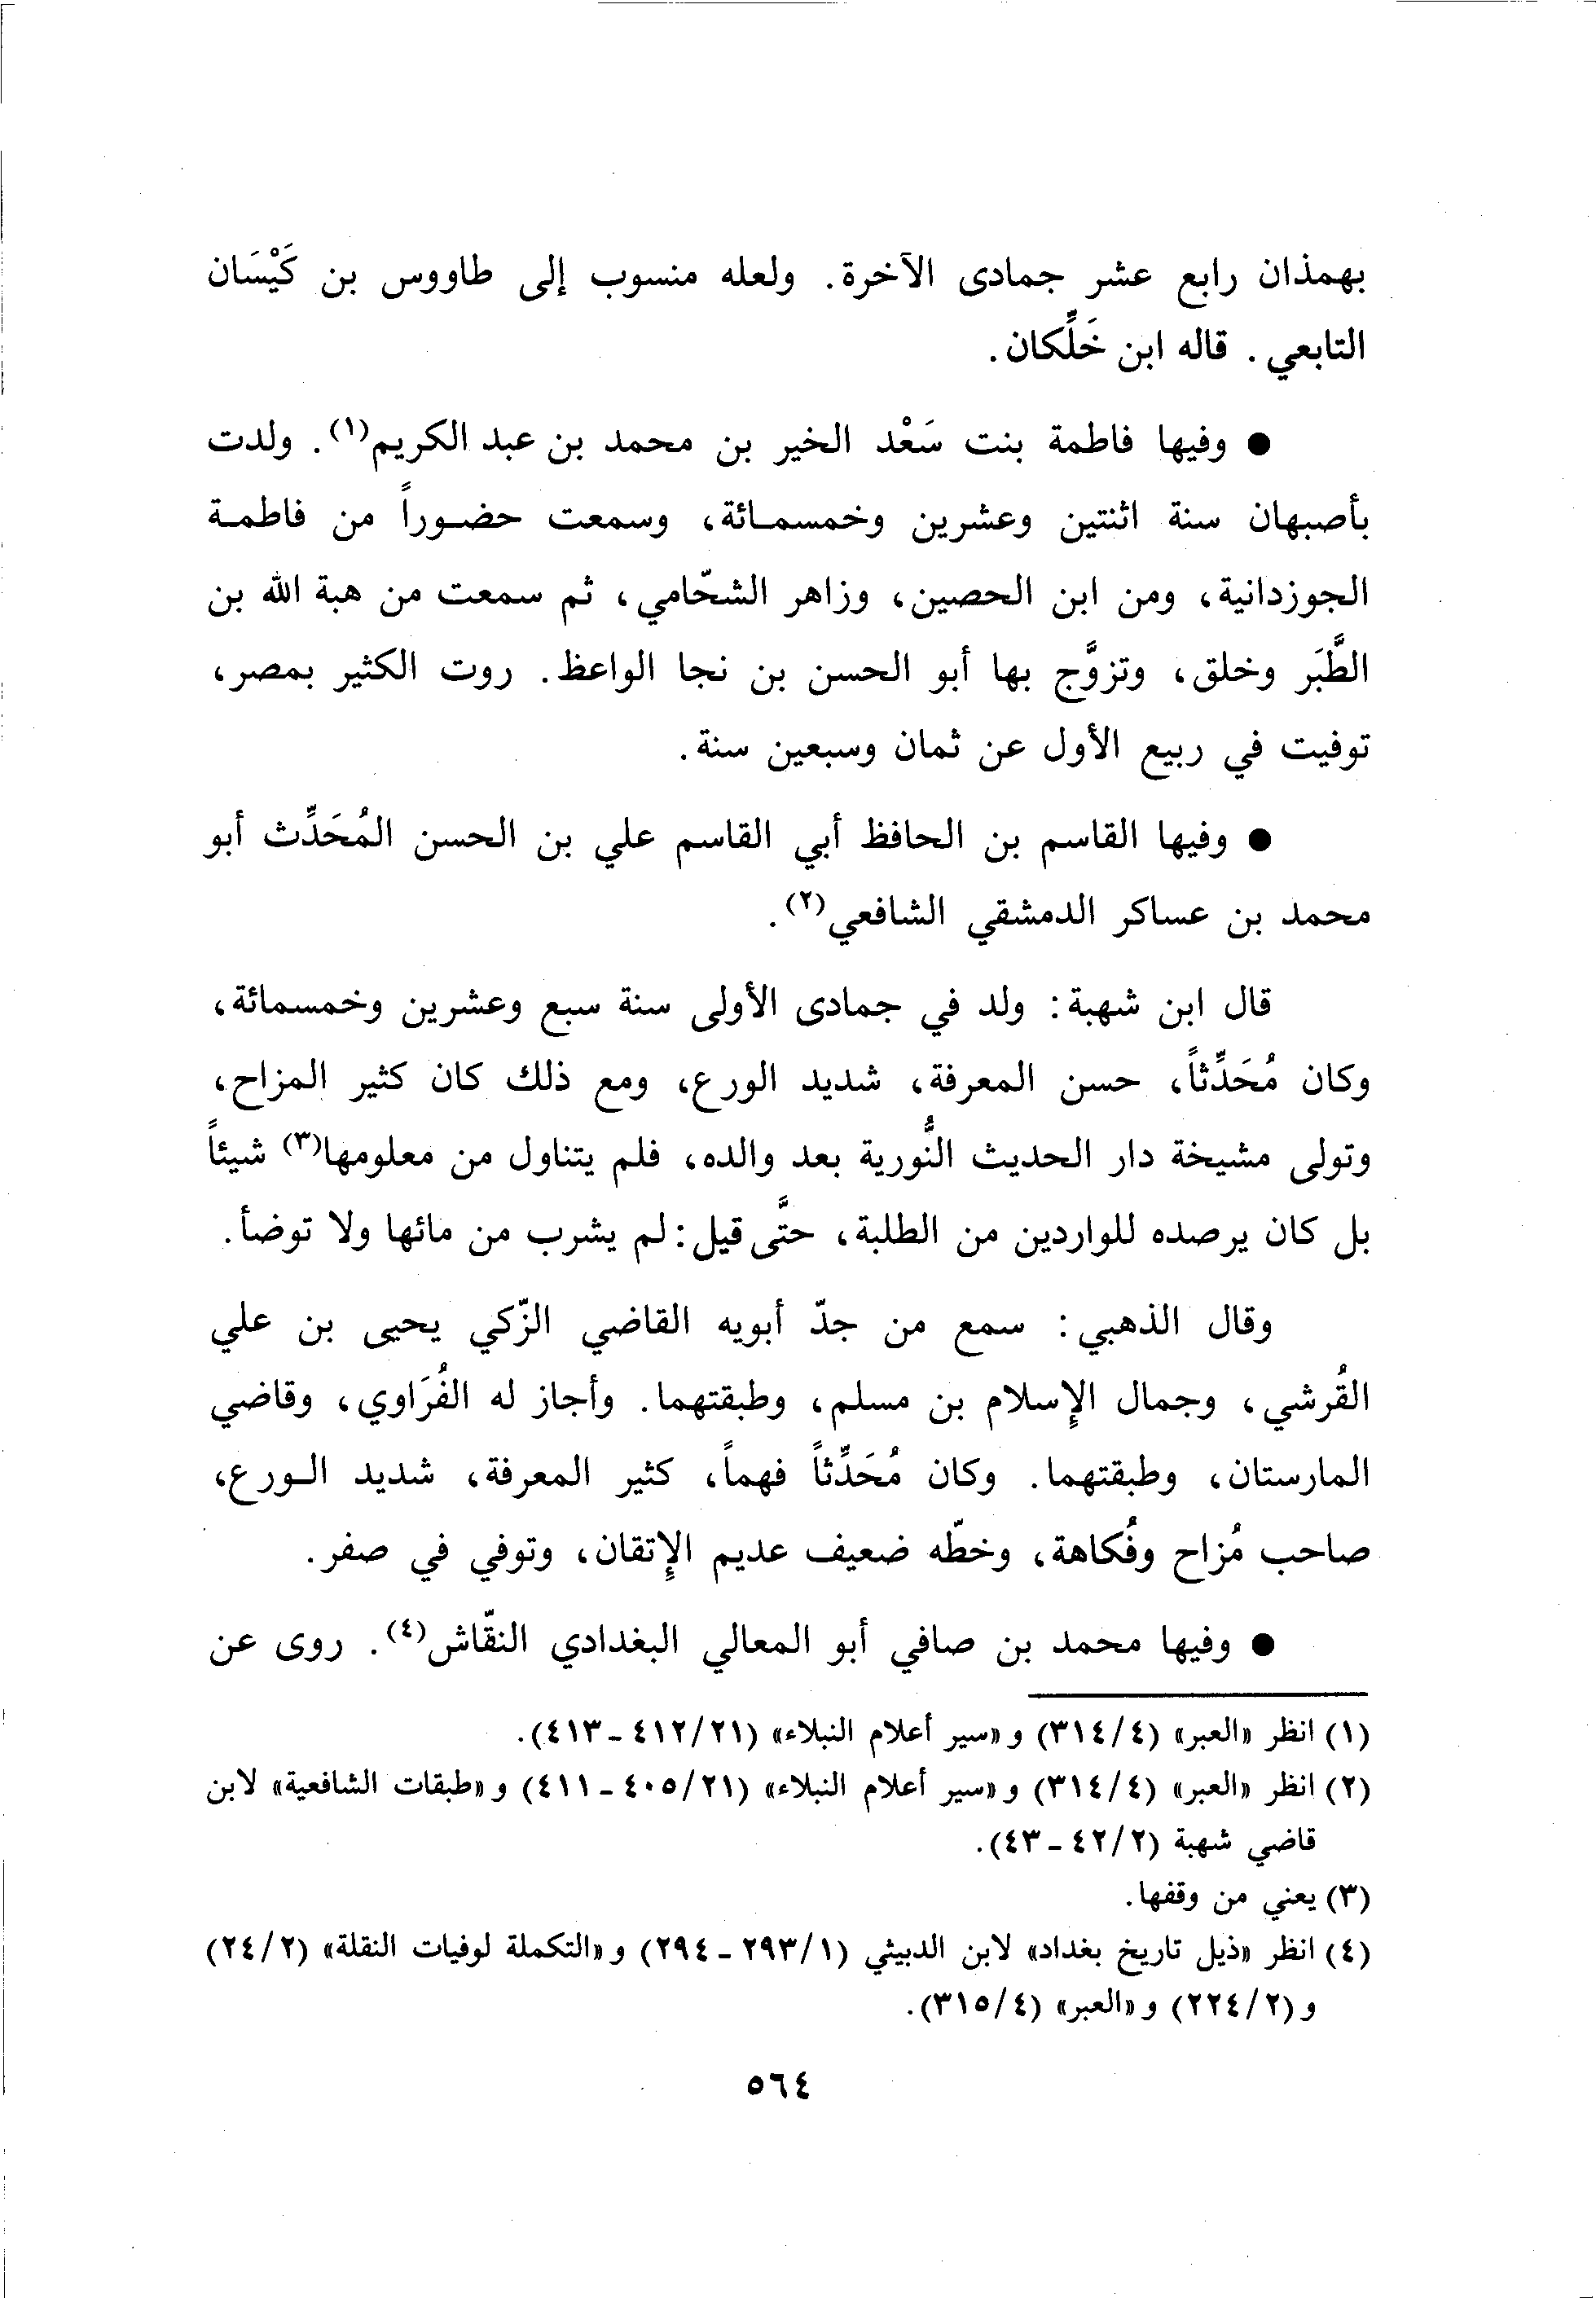 بهمذان رابع عشر جمادى الآخرة. ولعله منسوب إلى طاووس بن كَيْسَان
التابعي. قاله ابن خَلِّكان.
● وفيها فاطمة بنت سَعْد الخير بن محمد بن عبد الكريم(١). ولدت
بأصبهان سنة اثنتين وعشرين وخمسمـائة، وسمعت حضـوراً من فاطمـة
الجوزدانية، ومن ابن الحصين، وزاهر الشحّامي، ثم سمعت من هبة الله بن
الطَّبَر وخلق، وتزوَّج بها أبو الحسن بن نجا الواعظ. روت الكثير بمصر،
توفيت في ربيع الأول عن ثمان وسبعين سنة.
● وفيها القاسم بن الحافظ أبي القاسم علي بن الحسن المُحَدِّث أبو
محمد بن عساكر الدمشقي الشافعي(٢).
قال ابن شهبة: ولد في جمادى الأولى سنة سبع وعشرين وخمسمائة،
وكان مُحَدِّثاً، حسن المعرفة، شديد الورع، ومع ذلك كان كثير المزاح،
وتولى مشيخة دار الحديث النُّورية بعد والده، فلم يتناول من معلومها(٣) شيئاً
بل كان يرصده للواردين من الطلبة، حتَّى قيل: لم يشرب من مائها ولا توضأ.
وقال الذهبي: سمع من جدّ أبويه القاضي الزّكي يحيى بن علي
القُرشي، وجمال الإسلام بن مسلم، وطبقتهما. وأجاز له الفُرَاوي، وقاضي
المارستان، وطبقتهما. وكان مُحَدِّثاً فهماً، كثير المعرفة، شديد الـورع،
صاحب مُزاح وفُكاهة، وخطّه ضعيف عديم الإتقان، وتوفي في صفر.
● وفيها محمد بن صافي أبو المعالي البغدادي النقّاش(٤). روى عن
(١) انظر «العبر» (٣١٤/٤) و«سير أعلام النبلاء» (٤١٢/٢١ ـ ٤١٣).
(٢) انظر «العبر» (٣١٤/٤) و«سير أعلام النبلاء» (٤٠٥/٢١ ـ ٤١١) و«طبقات الشافعية» لابن
قاضي شهبة (٤٢/٢ ـ ٤٣).
(٣) يعني من وقفها.
(٤) انظر «ذيل تاريخ بغداد» لابن الدبيثي (٢٩٣/١ ـ ٢٩٤) و«التكملة لوفيات النقلة» (٢٤/٢)
و(٢٢٤/٢) و«العبر» (٣١٥/٤).
٥٦٤